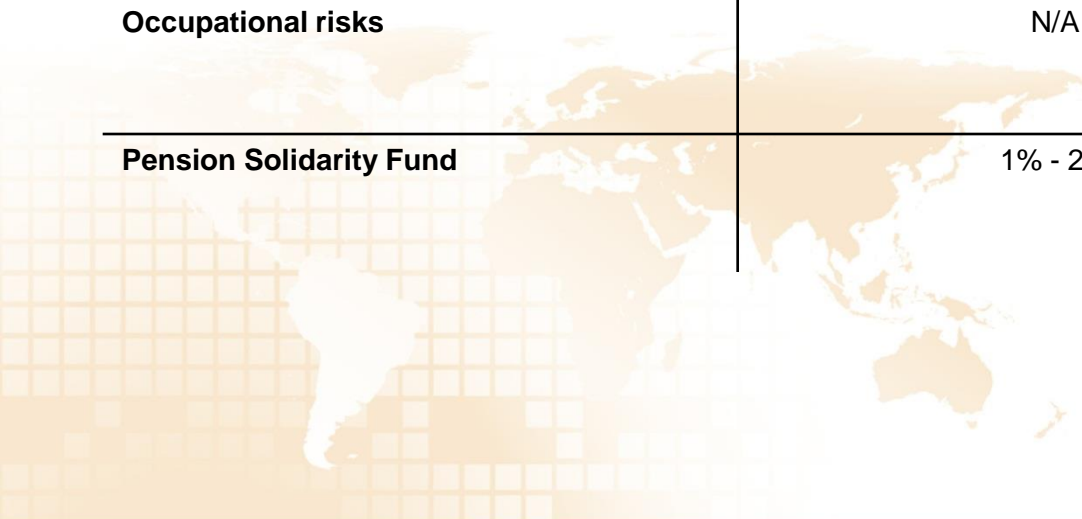 Occupational risks N/A
Pension Solidarity Fund 1% - 2